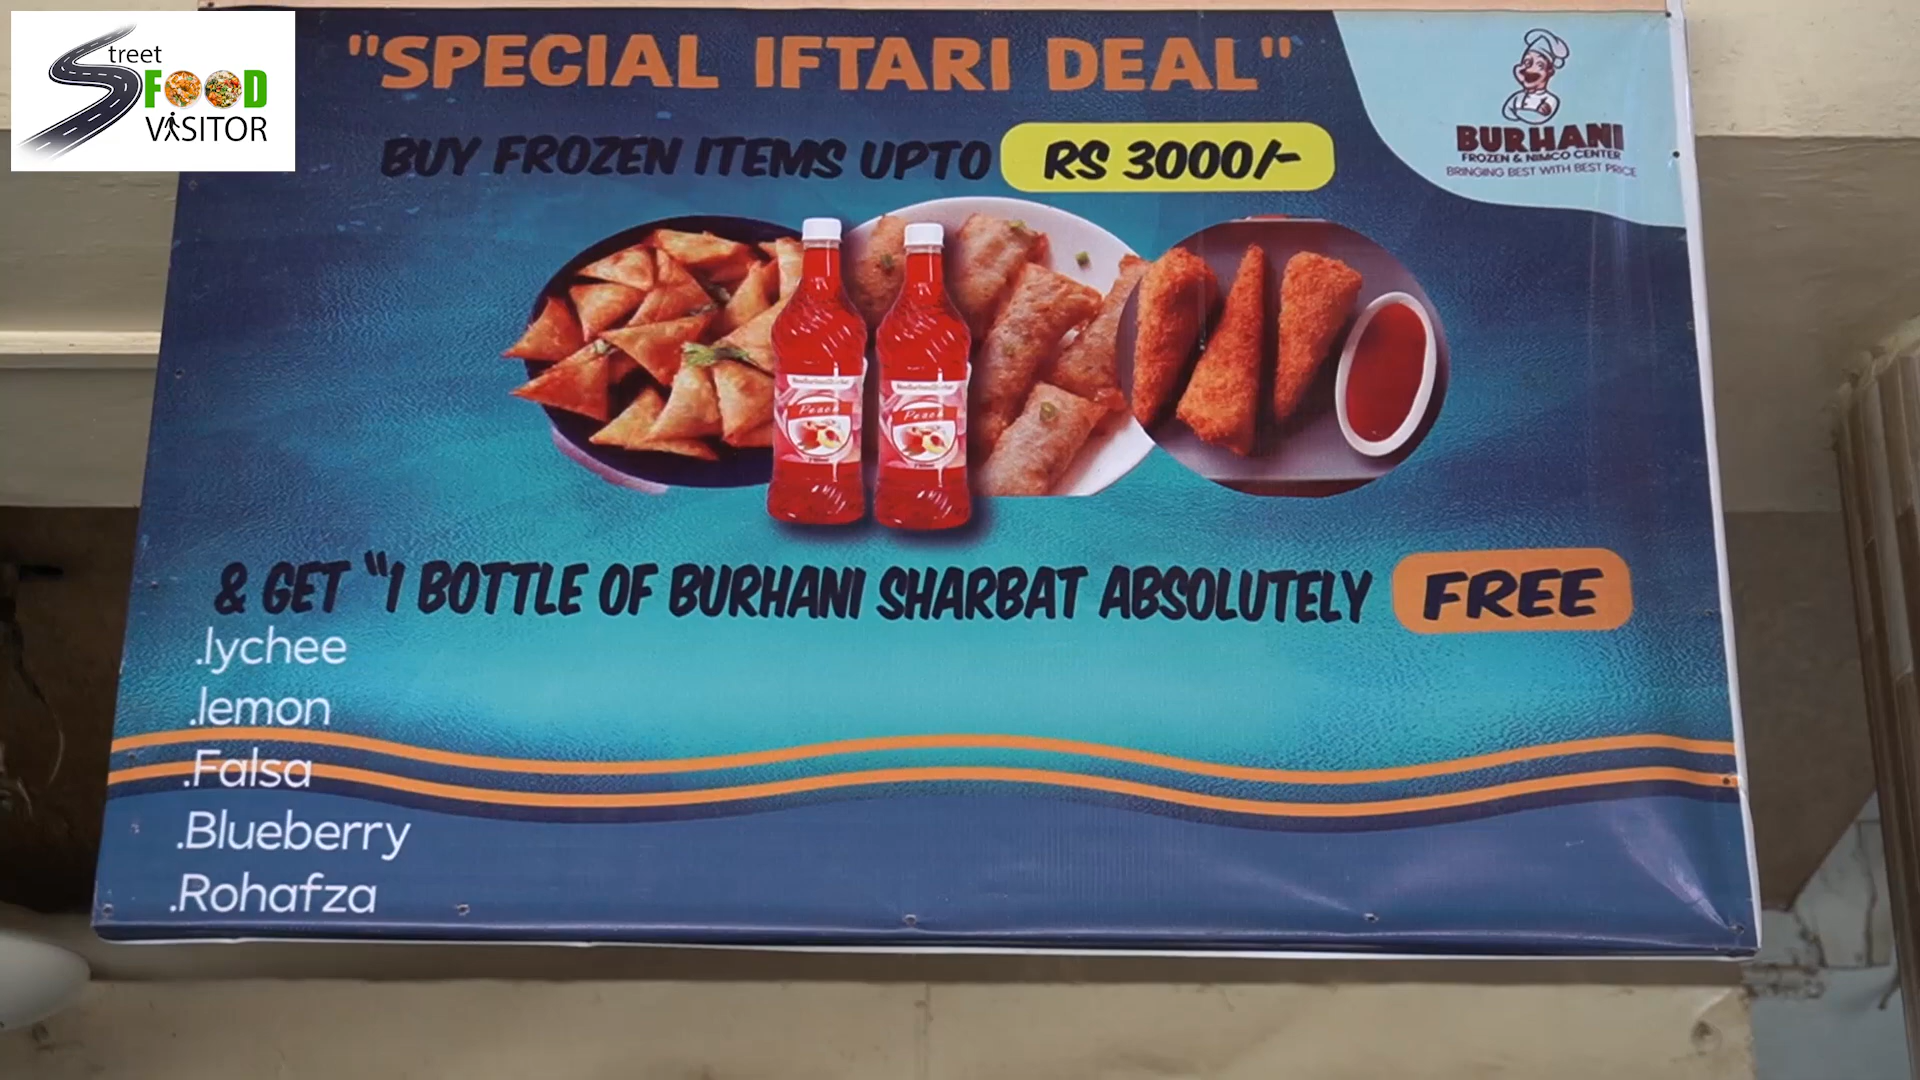 treet
FOOD
VISITOR
"SPECIAL IFTARI DEAL"
BUY FROZEN ITEMS UPTO RS 3000/-
BURHANI
FROZEN & NIMCO CENTER
BRINGING BEST WITH BEST PRICE
Peach
Peach
& GET "1 BOTTLE OF BURHANI SHARBAT ABSOLUTELY FREE
.lychee
.lemon
.Falsa
.Blueberry
.Rohafza